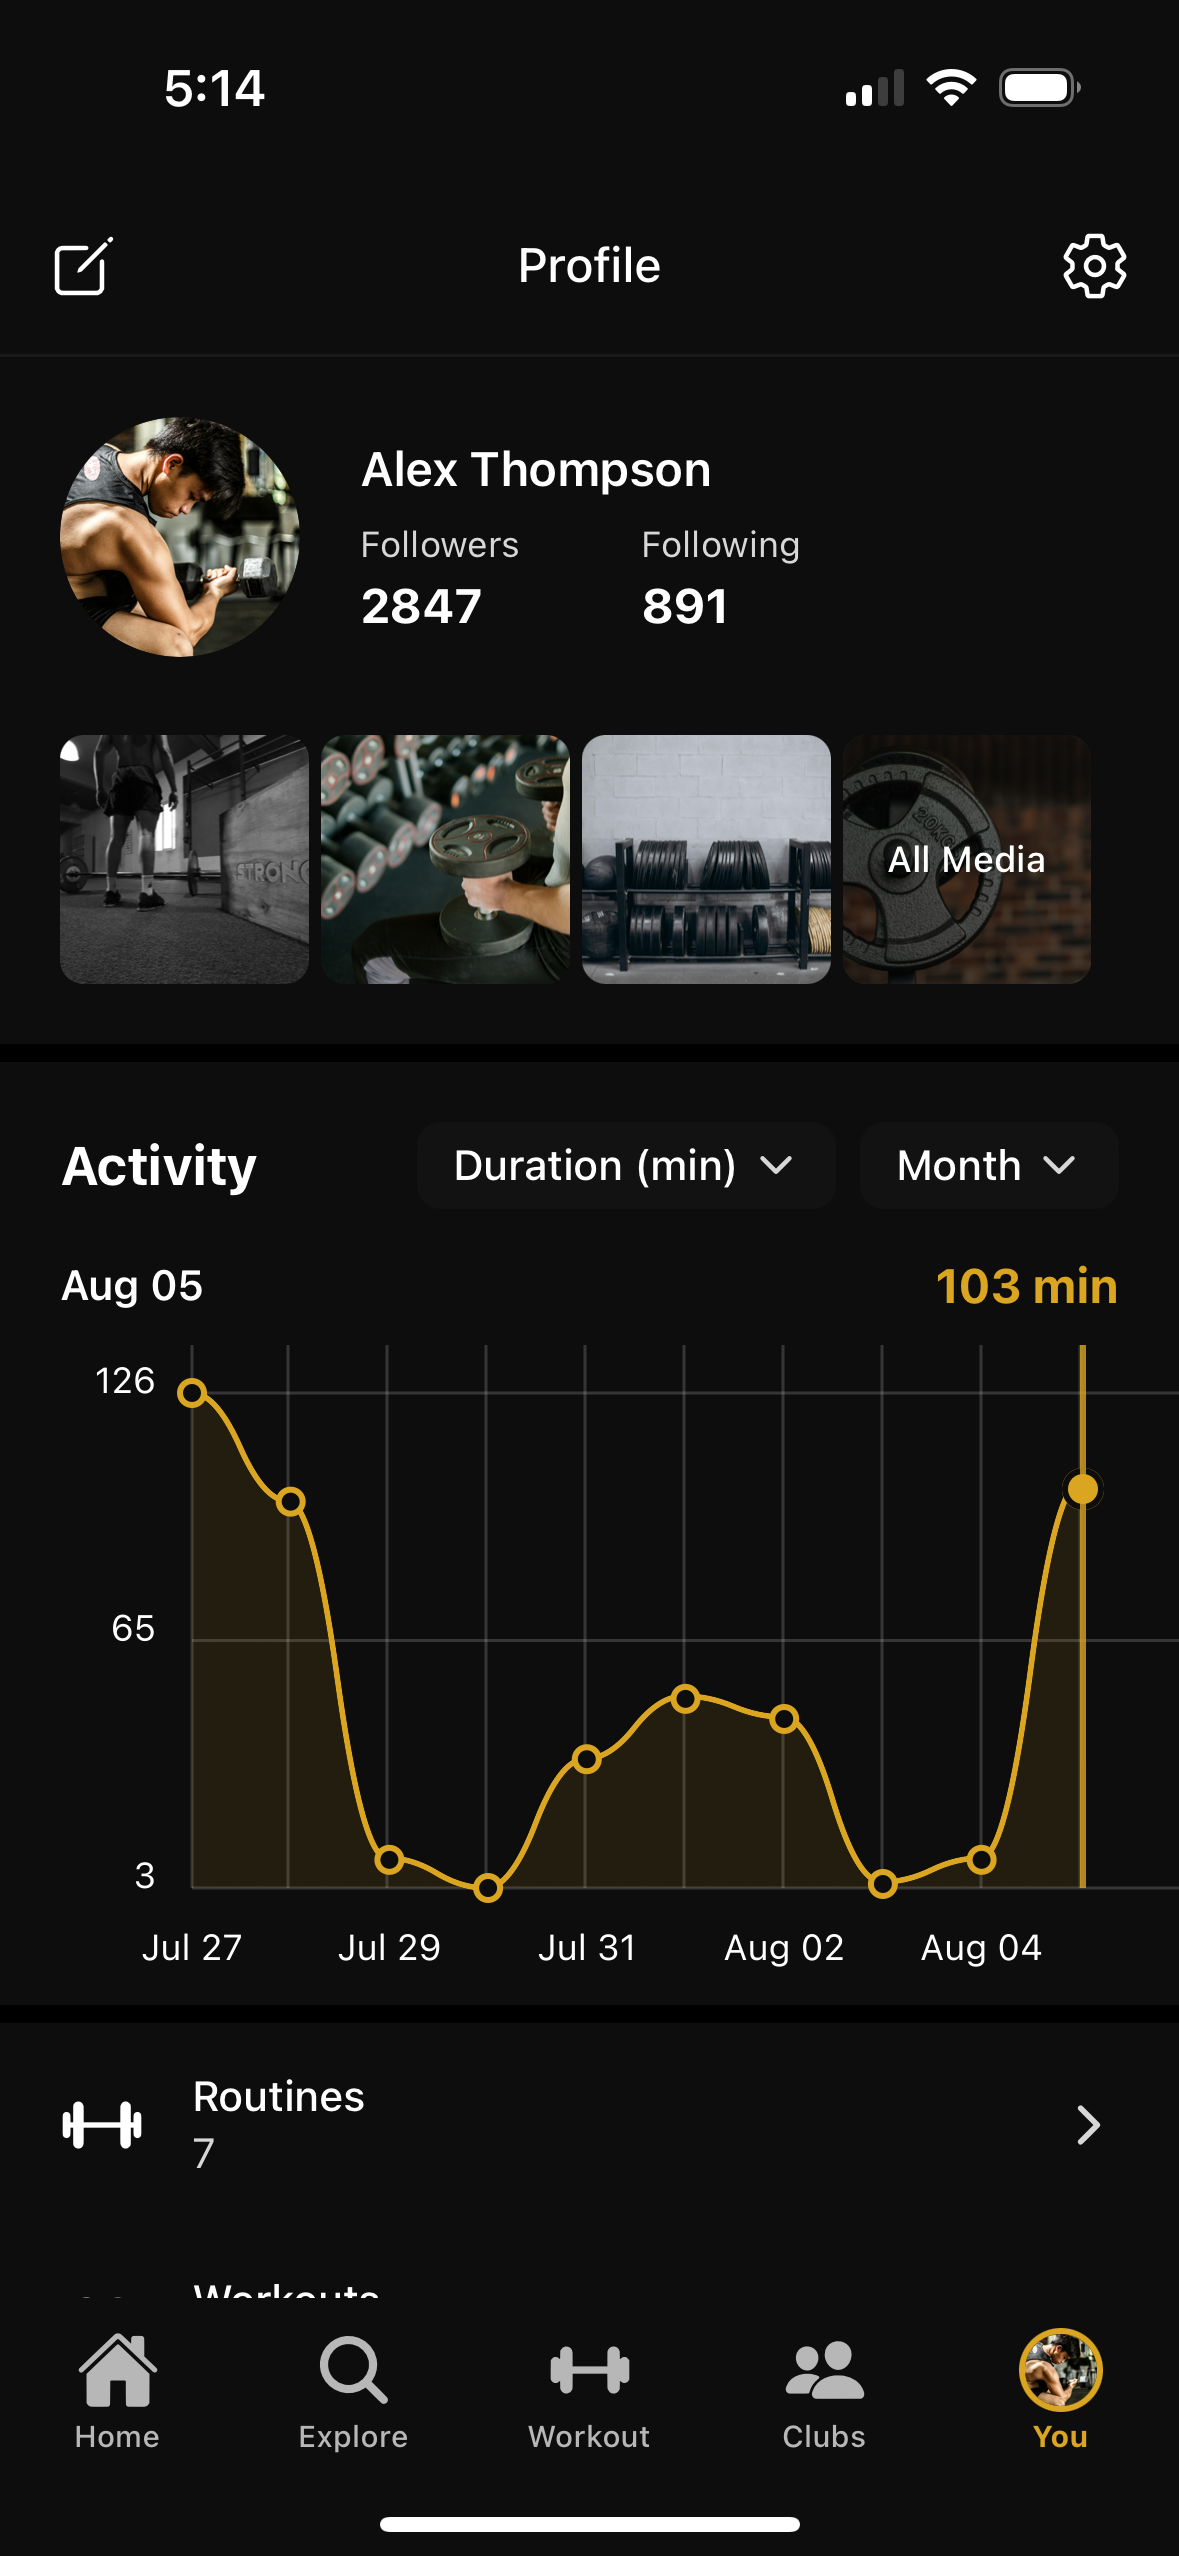 5:14
Profile
Alex Thompson
Followers Following
2847 891
STRONG
20KG
All Media
Activity Duration (min) Month
Aug 05 103 min
126
65
3
Jul 27 Jul 29 Jul 31 Aug 02 Aug 04
Routines
7
Workouts
Home Explore Workout Clubs You